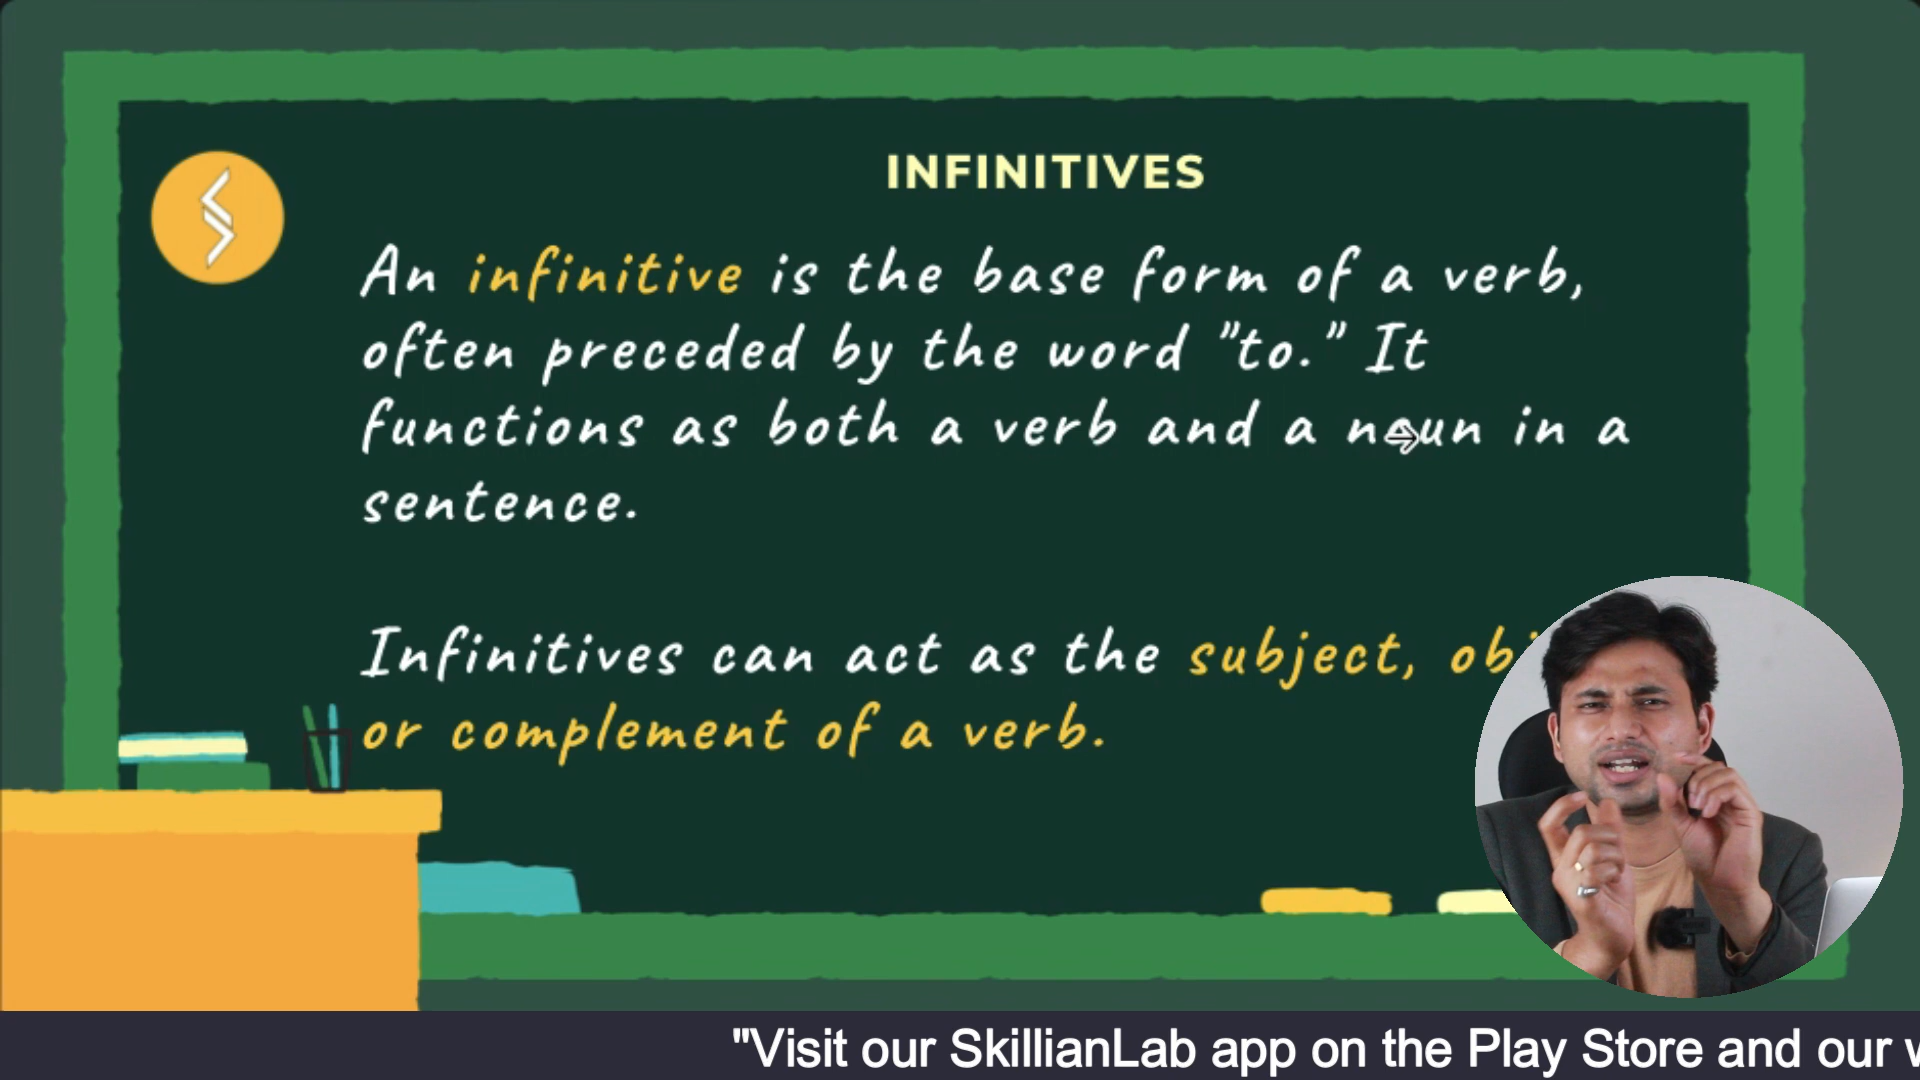 INFINITIVES
An infinitive is the base form of a verb,
often preceded by the word "to." It
functions as both a verb and a noun in a
sentence.
Infinitives can act as the subject,
or complement of a verb.
"Visit our SkillianLab app on the Play Store and our